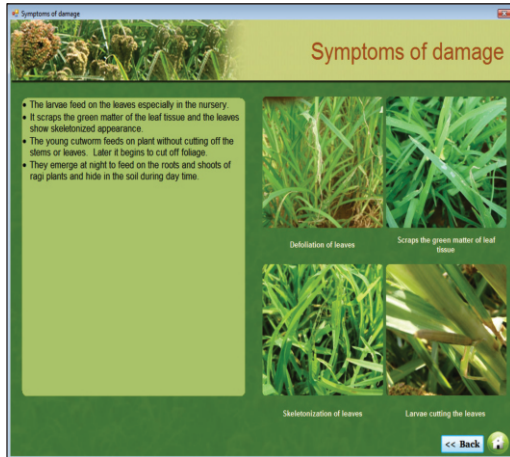 Symptoms of damage
Symptoms of damage
• The larvae feed on the leaves especially in the nursery.
• It scraps the green matter of the leaf tissue and the leaves
show skeletonized appearance.
• The young cutworm feeds on plant without cutting off the
stems or leaves. Later it begins to cut off foliage.
• They emerge at night to feed on the roots and shoots of
ragi plants and hide in the soil during day time.
Defoliation of leaves
Scraps the green matter of leaf
tissue
Skeletonization of leaves
Larvae cutting the leaves
<< Back